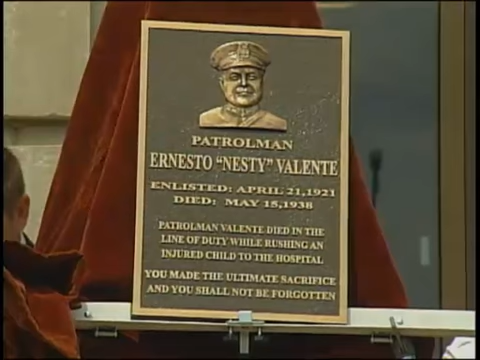 PATROLMAN
ERNESTO "NESTY" VALENTE
ENLISTED: APRIL 21,1921
DIED: MAY 15,1938
PATROLMAN VALENTE DIED IN THE
LINE OF DUTY WHILE RUSHING AN
INJURED CHILD TO THE HOSPITAL
YOU MADE THE ULTIMATE SACRIFICE
AND YOU SHALL NOT BE FORGOTTEN